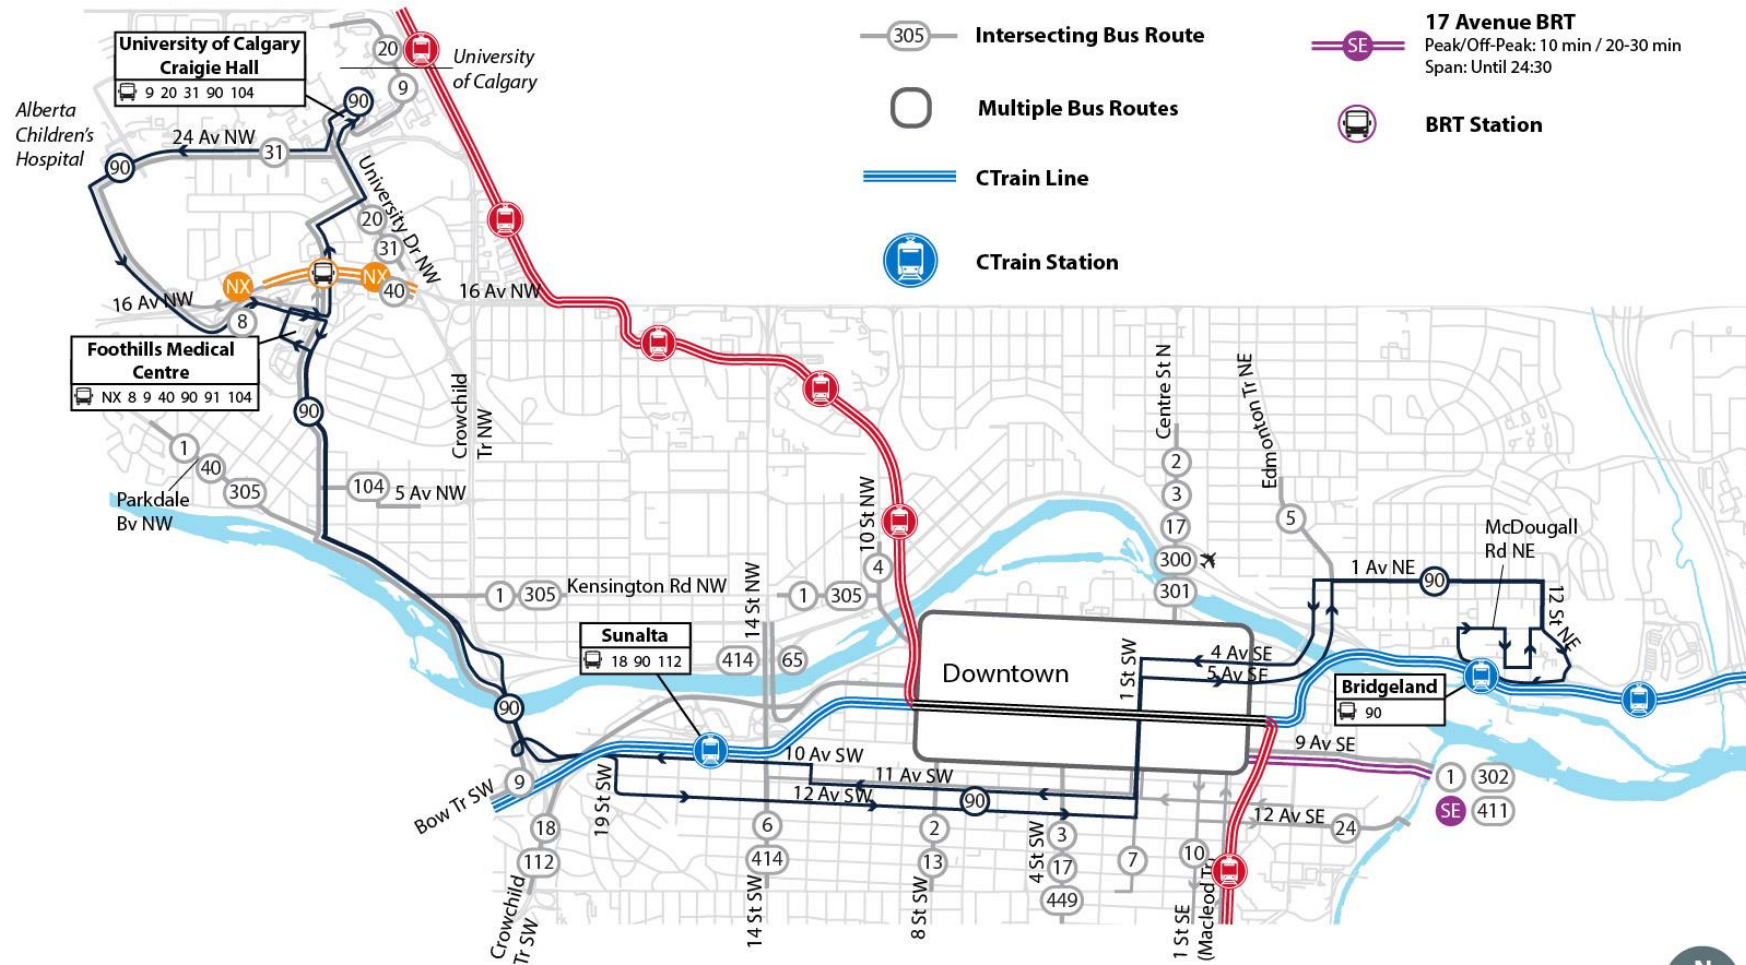 305 Intersecting Bus Route
Multiple Bus Routes
CTrain Line
CTrain Station
SE
17 Avenue BRT
Peak/Off-Peak: 10 min / 20-30 min
Span: Until 24:30
BRT Station
University of Calgary
Craigie Hall
9 20 31 90 104
20
University
of Calgary
9
90
Alberta
Children's
Hospital
24 Av NW
31
90
University Dr NW
20
31
NX
NX
40
16 Av NW
16 Av NW
8
Foothills Medical
Centre
NX 8 9 40 90 91 104
90
Crowchild
Tr NW
1
40
305
Parkdale
Bv NW
104
5 Av NW
10 St NW
4
Centre St N
2
3
17
300
301
Edmonton Tr NE
5
McDougall
Rd NE
1 Av NE
90
12 St NE
1 305 Kensington Rd NW
14 St NW
1 305
Sunalta
18 90 112
414
65
Downtown
1 St SW
4 Av SE
5 Av SE
Bridgeland
90
90
10 Av SW
11 Av SW
12 Av SW
90
9 Av SE
1 302
SE 411
12 Av SE
24
Bow Tr SW
9
19 St SW
18
112
Crowchild
Tr SW
6
414
14 St SW
2
13
8 St SW
4 St SW
3
17
449
7
10
1 St SE
(Macleod Tr)
N